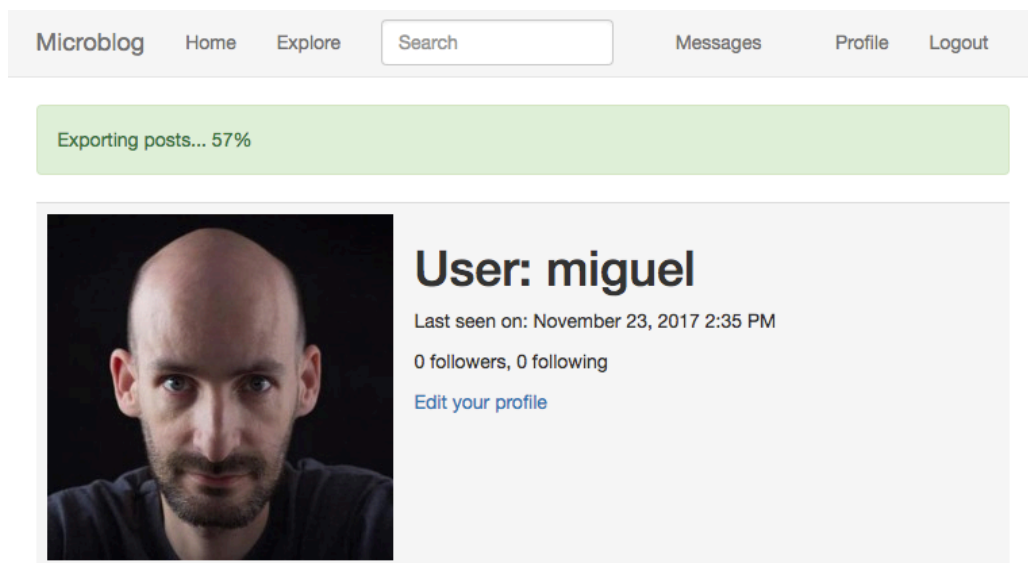 Microblog Home Explore Search Messages Profile Logout
Exporting posts... 57%
User: miguel
Last seen on: November 23, 2017 2:35 PM
0 followers, 0 following
Edit your profile